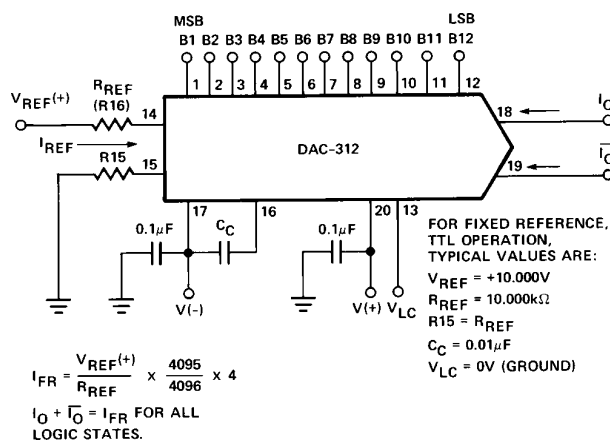 MSB LSB
B1 B2 B3 B4 B5 B6 B7 B8 B9 B10 B11 B12
1 2 3 4 5 6 7 8 9 10 11 12
VREF(+)
RREF
(R16)
14
IREF
R15
15
DAC-312
18
IO
19
I̅O̅
17 16 20 13
0.1μF
CC
0.1μF
V(-)
V(+)
VLC
FOR FIXED REFERENCE,
TTL OPERATION,
TYPICAL VALUES ARE:
VREF = +10.000V
RREF = 10.000kΩ
R15 = RREF
CC = 0.01μF
VLC = 0V (GROUND)
IFR = VREF(+)/RREF × 4095/4096 × 4
IO + I̅O̅ = IFR FOR ALL
LOGIC STATES.